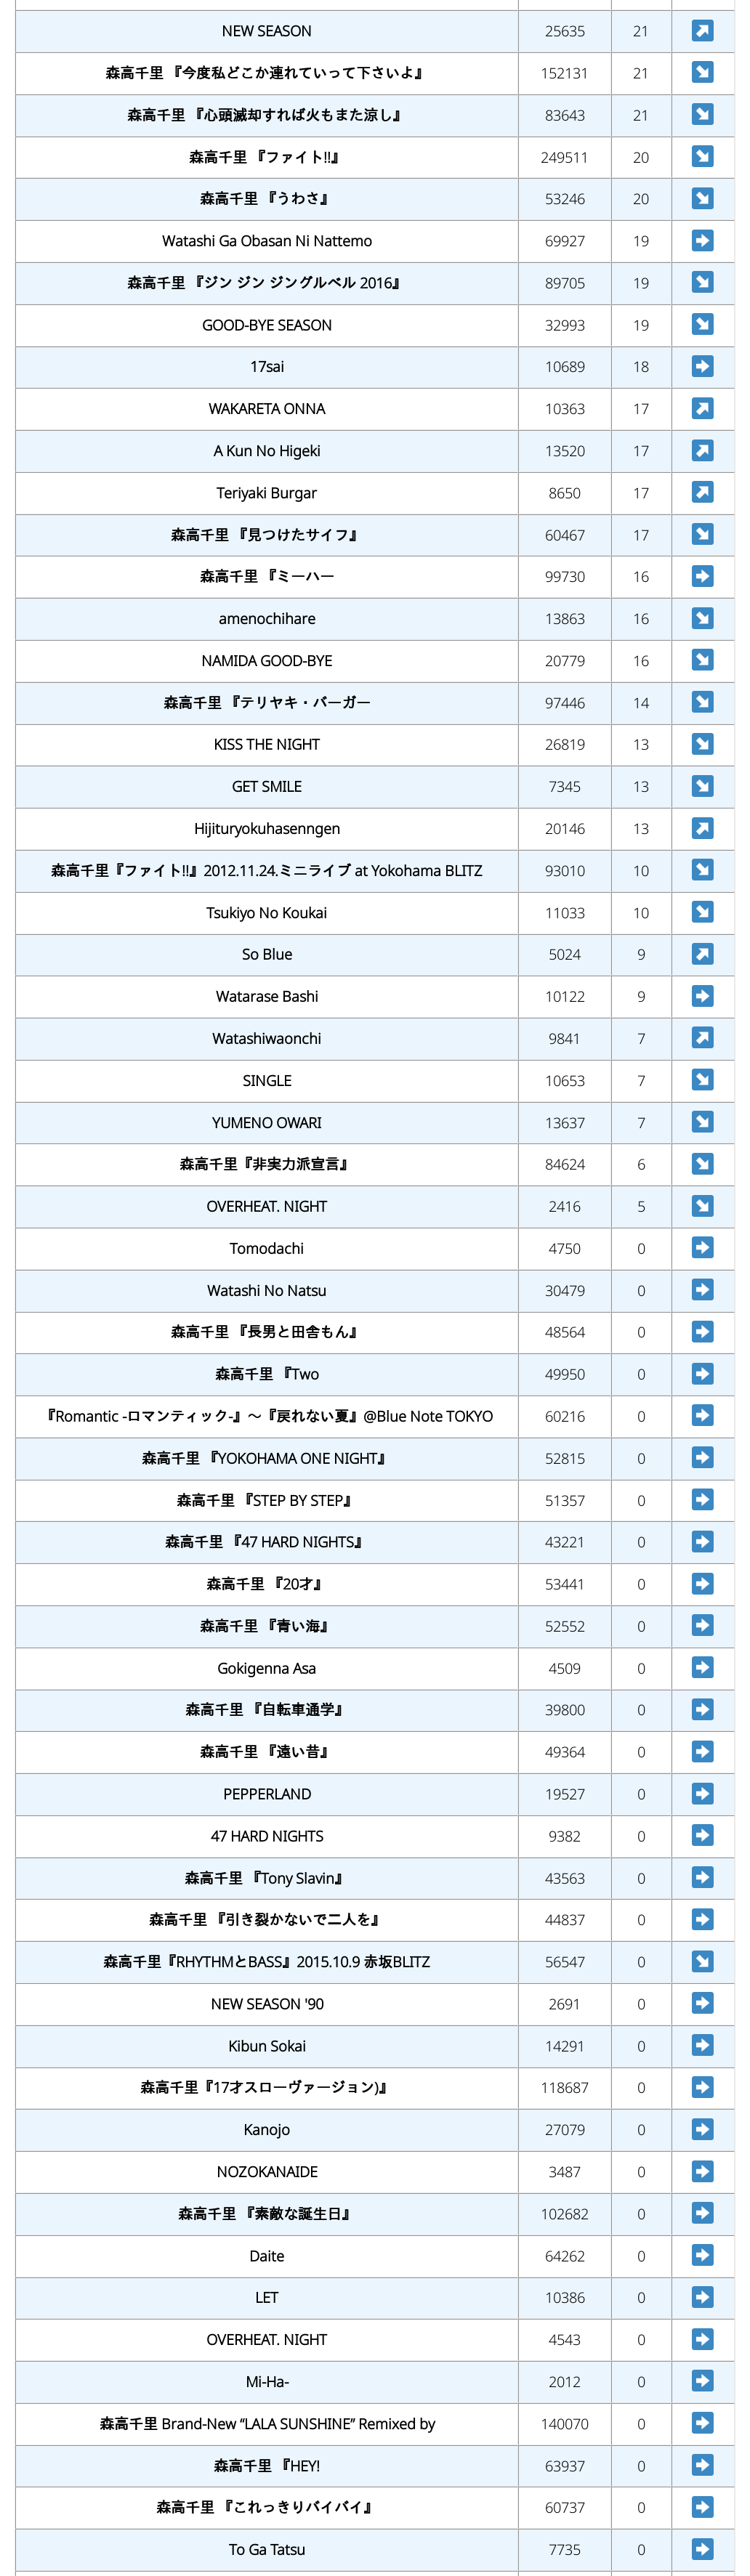 NEW SEASON 25635 21 ↗
森高千里 『今度私どこか連れていって下さいよ』 152131 21 ↘
森高千里 『心頭滅却すれば火もまた涼し』 83643 21 ↘
森高千里 『ファイト!!』 249511 20 ↘
森高千里 『うわさ』 53246 20 ↘
Watashi Ga Obasan Ni Nattemo 69927 19 ➡
森高千里 『ジン ジン ジングルベル 2016』 89705 19 ↘
GOOD-BYE SEASON 32993 19 ↘
17sai 10689 18 ➡
WAKARETA ONNA 10363 17 ↗
A Kun No Higeki 13520 17 ↗
Teriyaki Burgar 8650 17 ↗
森高千里 『見つけたサイフ』 60467 17 ↘
森高千里 『ミーハー 99730 16 ➡
amenochihare 13863 16 ↘
NAMIDA GOOD-BYE 20779 16 ↘
森高千里 『テリヤキ・バーガー 97446 14 ↘
KISS THE NIGHT 26819 13 ↘
GET SMILE 7345 13 ↘
Hijituryokuhasenngen 20146 13 ↗
森高千里『ファイト!!』2012.11.24.ミニライブ at Yokohama BLITZ 93010 10 ↘
Tsukiyo No Koukai 11033 10 ↘
So Blue 5024 9 ↗
Watarase Bashi 10122 9 ➡
Watashiwaonchi 9841 7 ↗
SINGLE 10653 7 ↘
YUMENO OWARI 13637 7 ↘
森高千里『非実力派宣言』 84624 6 ↘
OVERHEAT. NIGHT 2416 5 ↘
Tomodachi 4750 0 ➡
Watashi No Natsu 30479 0 ➡
森高千里 『長男と田舎もん』 48564 0 ➡
森高千里 『Two 49950 0 ➡
『Romantic -ロマンティック-』～『戻れない夏』@Blue Note TOKYO 60216 0 ➡
森高千里 『YOKOHAMA ONE NIGHT』 52815 0 ➡
森高千里 『STEP BY STEP』 51357 0 ➡
森高千里 『47 HARD NIGHTS』 43221 0 ➡
森高千里 『20才』 53441 0 ➡
森高千里 『青い海』 52552 0 ➡
Gokigenna Asa 4509 0 ➡
森高千里 『自転車通学』 39800 0 ➡
森高千里 『遠い昔』 49364 0 ➡
PEPPERLAND 19527 0 ➡
47 HARD NIGHTS 9382 0 ➡
森高千里 『Tony Slavin』 43563 0 ➡
森高千里 『引き裂かないで二人を』 44837 0 ➡
森高千里『RHYTHMとBASS』2015.10.9 赤坂BLITZ 56547 0 ↘
NEW SEASON '90 2691 0 ➡
Kibun Sokai 14291 0 ➡
森高千里『17才スローヴァージョン)』 118687 0 ➡
Kanojo 27079 0 ➡
NOZOKANAIDE 3487 0 ➡
森高千里 『素敵な誕生日』 102682 0 ➡
Daite 64262 0 ➡
LET 10386 0 ➡
OVERHEAT. NIGHT 4543 0 ➡
Mi-Ha- 2012 0 ➡
森高千里 Brand-New “LALA SUNSHINE” Remixed by 140070 0 ➡
森高千里 『HEY! 63937 0 ➡
森高千里 『これっきりバイバイ』 60737 0 ➡
To Ga Tatsu 7735 0 ➡